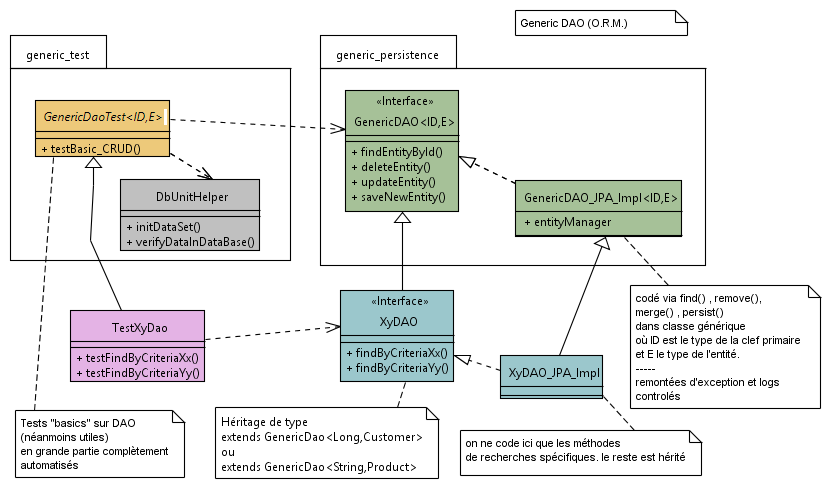 Generic DAO (O.R.M.)
generic_test
generic_persistence
GenericDaoTest<ID,E>
+ testBasic_CRUD()
«Interface»
GenericDAO<ID,E>
+ findEntityById()
+ deleteEntity()
+ updateEntity()
+ saveNewEntity()
DbUnitHelper
+ initDataSet()
+ verifyDataInDataBase()
GenericDAO_JPA_Impl<ID,E>
+ entityManager
codé via find() , remove(),
merge() , persist()
dans classe générique
où ID est le type de la clef primaire
et E le type de l'entité.
-----
remontées d'exception et logs
controlés
TestXyDao
+ testFindByCriteriaXx()
+ testFindByCriteriaYy()
«Interface»
XyDAO
+ findByCriteriaXx()
+ findByCriteriaYy()
XyDAO_JPA_Impl
Tests "basics" sur DAO
(néanmoins utiles)
en grande partie complètement
automatisés
Héritage de type
extends GenericDao<Long,Customer>
ou
extends GenericDao<String,Product>
on ne code ici que les méthodes
de recherches spécifiques. le reste est hérité